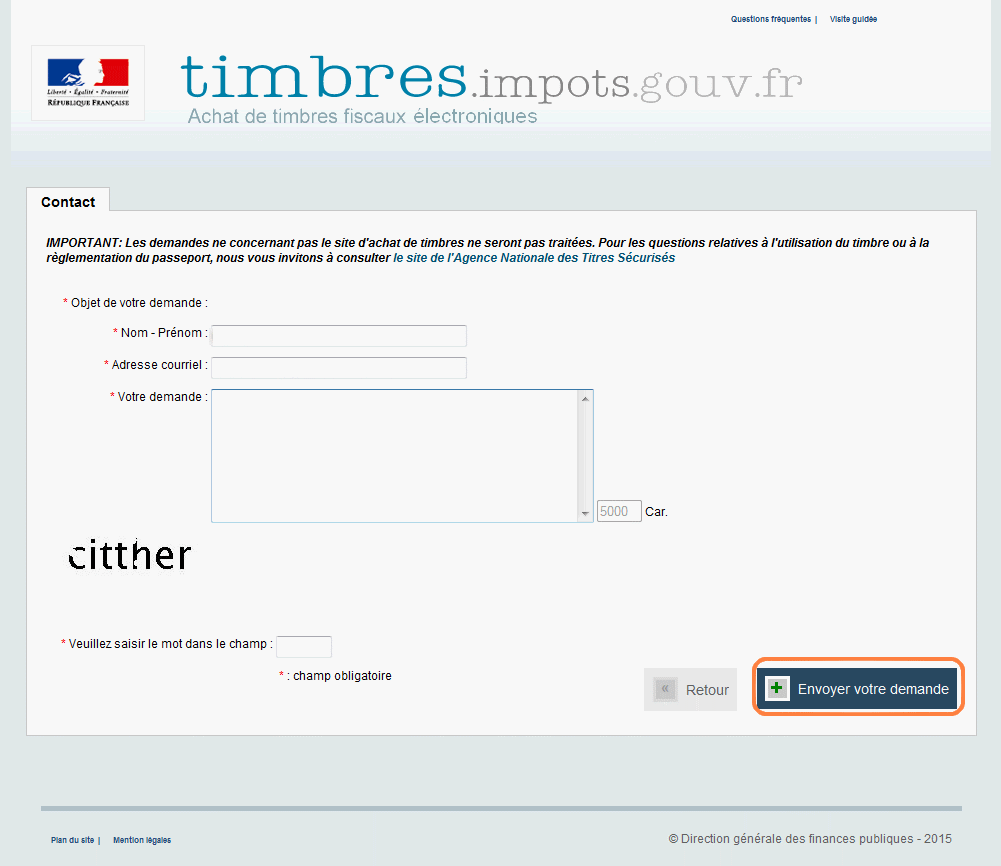 Questions fréquentes | Visite guidée
Liberté • Égalité • Fraternité
RÉPUBLIQUE FRANÇAISE
timbres.impots.gouv.fr
Achat de timbres fiscaux électroniques
Contact
IMPORTANT: Les demandes ne concernant pas le site d'achat de timbres ne seront pas traitées. Pour les questions relatives à l'utilisation du timbre ou à la
règlementation du passeport, nous vous invitons à consulter le site de l'Agence Nationale des Titres Sécurisés
* Objet de votre demande :
* Nom - Prénom :
* Adresse courriel :
* Votre demande :
5000 Car.
citther
* Veuillez saisir le mot dans le champ :
* : champ obligatoire
« Retour
Envoyer votre demande
Plan du site | Mention légales
© Direction générale des finances publiques - 2015